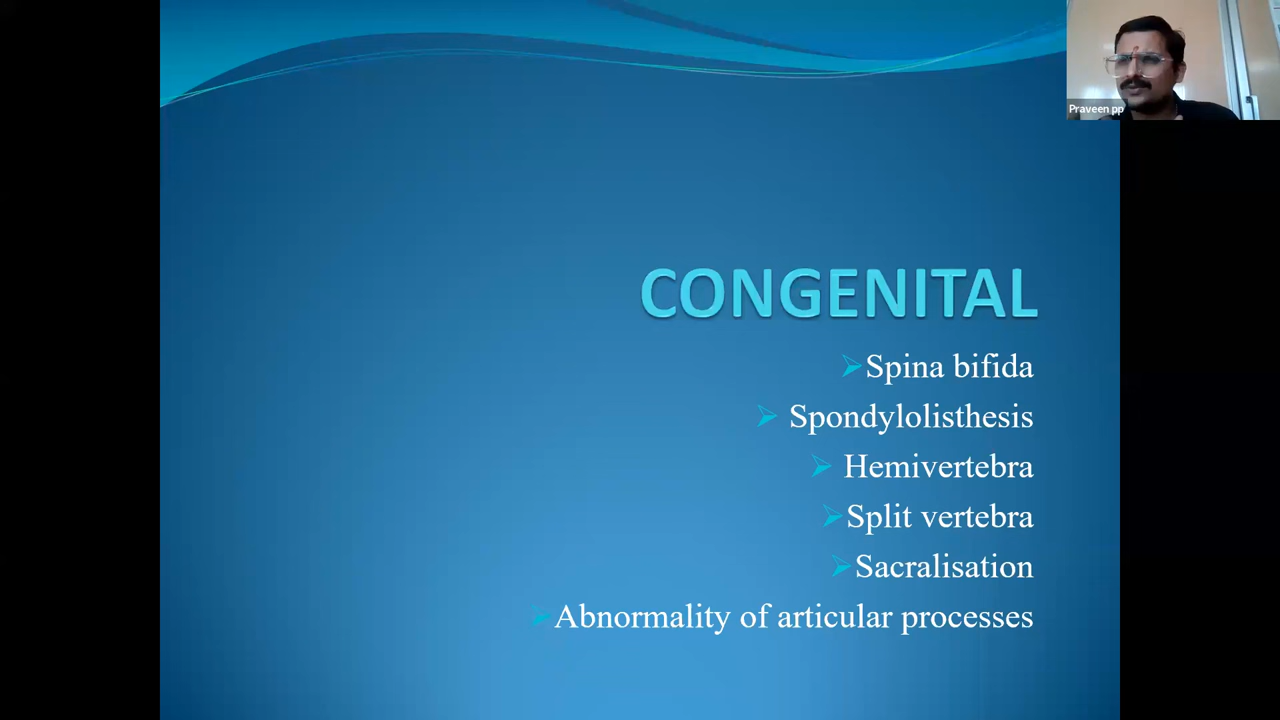 Praveen pp
CONGENITAL
Spina bifida
Spondylolisthesis
Hemivertebra
Split vertebra
Sacralisation
Abnormality of articular processes